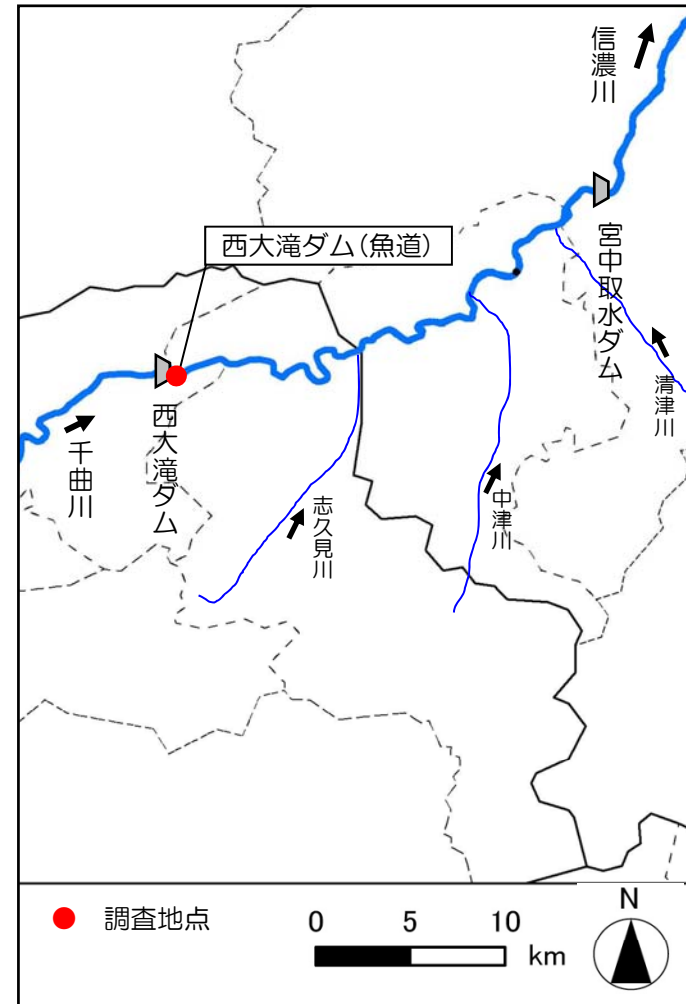 信濃川
西大滝ダム(魚道)
宮中取水ダム
清津川
千曲川
西大滝ダム
志久見川
中津川
調査地点
0 5 10
km
N